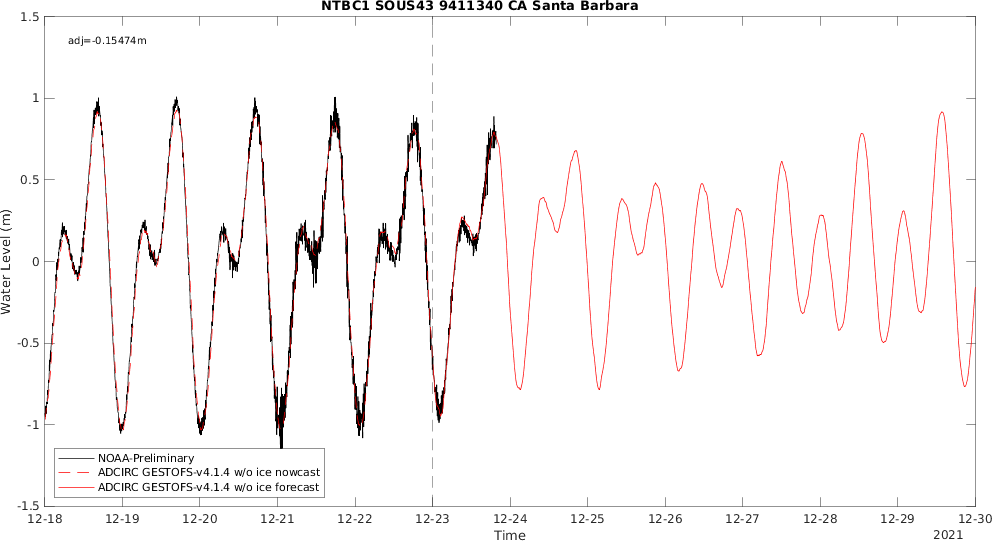 NTBC1 SOUS43 9411340 CA Santa Barbara
adj=-0.15474m
1.5
1
0.5
0
-0.5
-1
-1.5
Water Level (m)
NOAA-Preliminary
ADCIRC GESTOFS-v4.1.4 w/o ice nowcast
ADCIRC GESTOFS-v4.1.4 w/o ice forecast
12-18 12-19 12-20 12-21 12-22 12-23 12-24 12-25 12-26 12-27 12-28 12-29 12-30
Time
2021